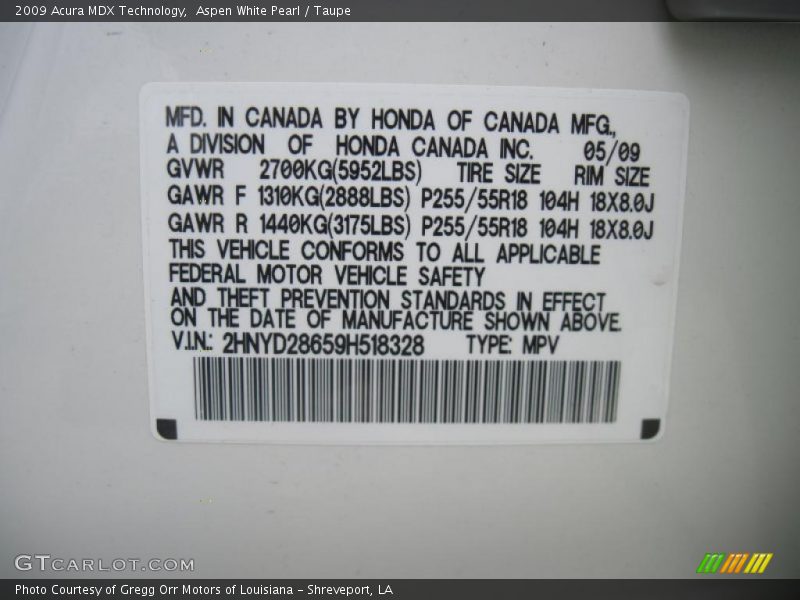 2009 Acura MDX Technology,  Aspen White Pearl / Taupe
MFD. IN CANADA BY HONDA OF CANADA MFG.,
A DIVISION OF HONDA CANADA INC. 05/09
GVWR 2700KG(5952LBS) TIRE SIZE RIM SIZE
GAWR F 1310KG(2888LBS) P255/55R18 104H 18X8.0J
GAWR R 1440KG(3175LBS) P255/55R18 104H 18X8.0J
THIS VEHICLE CONFORMS TO ALL APPLICABLE
FEDERAL MOTOR VEHICLE SAFETY
AND THEFT PREVENTION STANDARDS IN EFFECT
ON THE DATE OF MANUFACTURE SHOWN ABOVE.
V.I.N.: 2HNYD28659H518328 TYPE: MPV
GTCARLOT.COM
Photo Courtesy of Gregg Orr Motors of Louisiana - Shreveport, LA